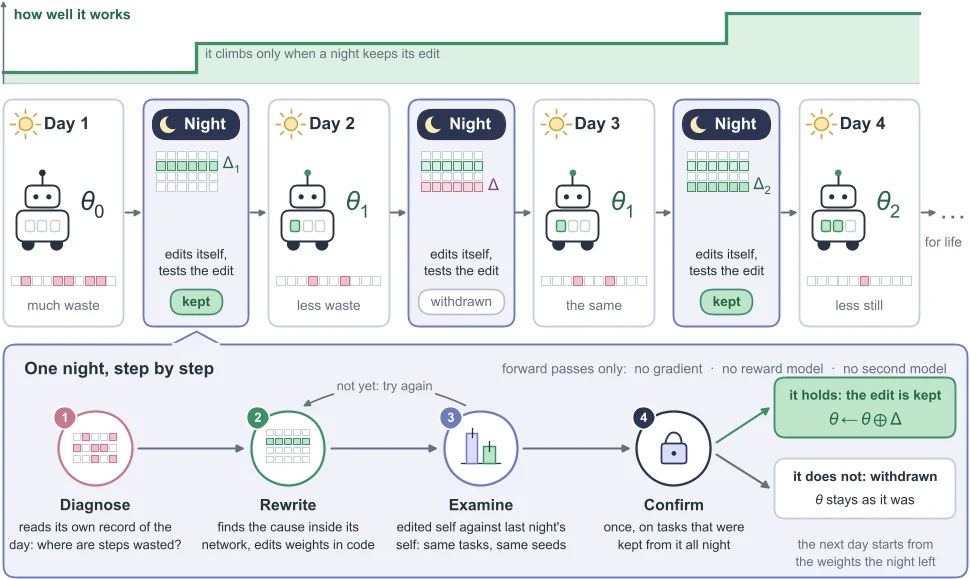 how well it works
it climbs only when a night keeps its edit
Day 1
θ0
much waste
Night
Δ1
edits itself,
tests the edit
kept
Day 2
θ1
less waste
Night
Δ
edits itself,
tests the edit
withdrawn
Day 3
θ1
the same
Night
Δ2
edits itself,
tests the edit
kept
Day 4
θ2
less still
...
for life
One night, step by step
forward passes only: no gradient · no reward model · no second model
not yet: try again
1
Diagnose
reads its own record of the
day: where are steps wasted?
2
Rewrite
finds the cause inside its
network, edits weights in code
3
Examine
edited self against last night's
self: same tasks, same seeds
4
Confirm
once, on tasks that were
kept from it all night
it holds: the edit is kept
θ ← θ ⊕ Δ
it does not: withdrawn
θ stays as it was
the next day starts from
the weights the night left